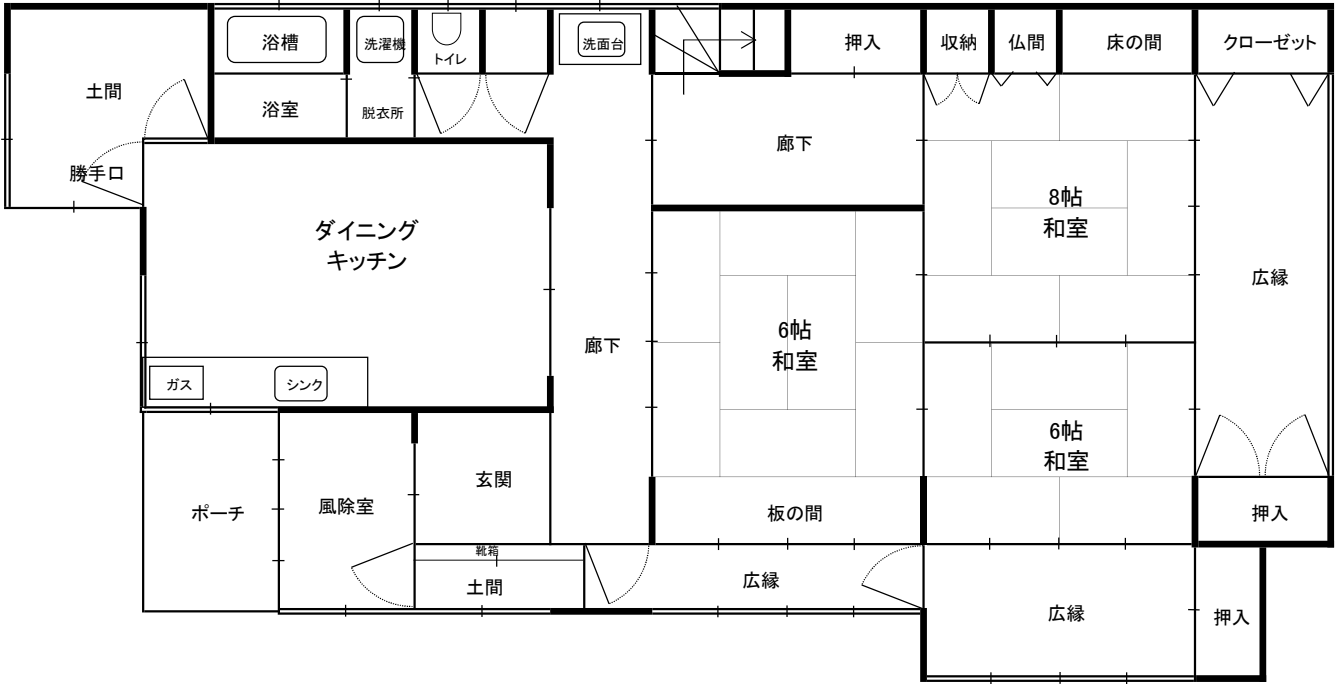 浴槽
洗濯機
トイレ
洗面台
押入
収納
仏間
床の間
クローゼット
土間
浴室
脱衣所
廊下
勝手口
8帖
和室
ダイニング
キッチン
広縁
6帖
和室
廊下
ガス
シンク
6帖
和室
玄関
ポーチ
風除室
板の間
押入
靴箱
土間
広縁
広縁
押入